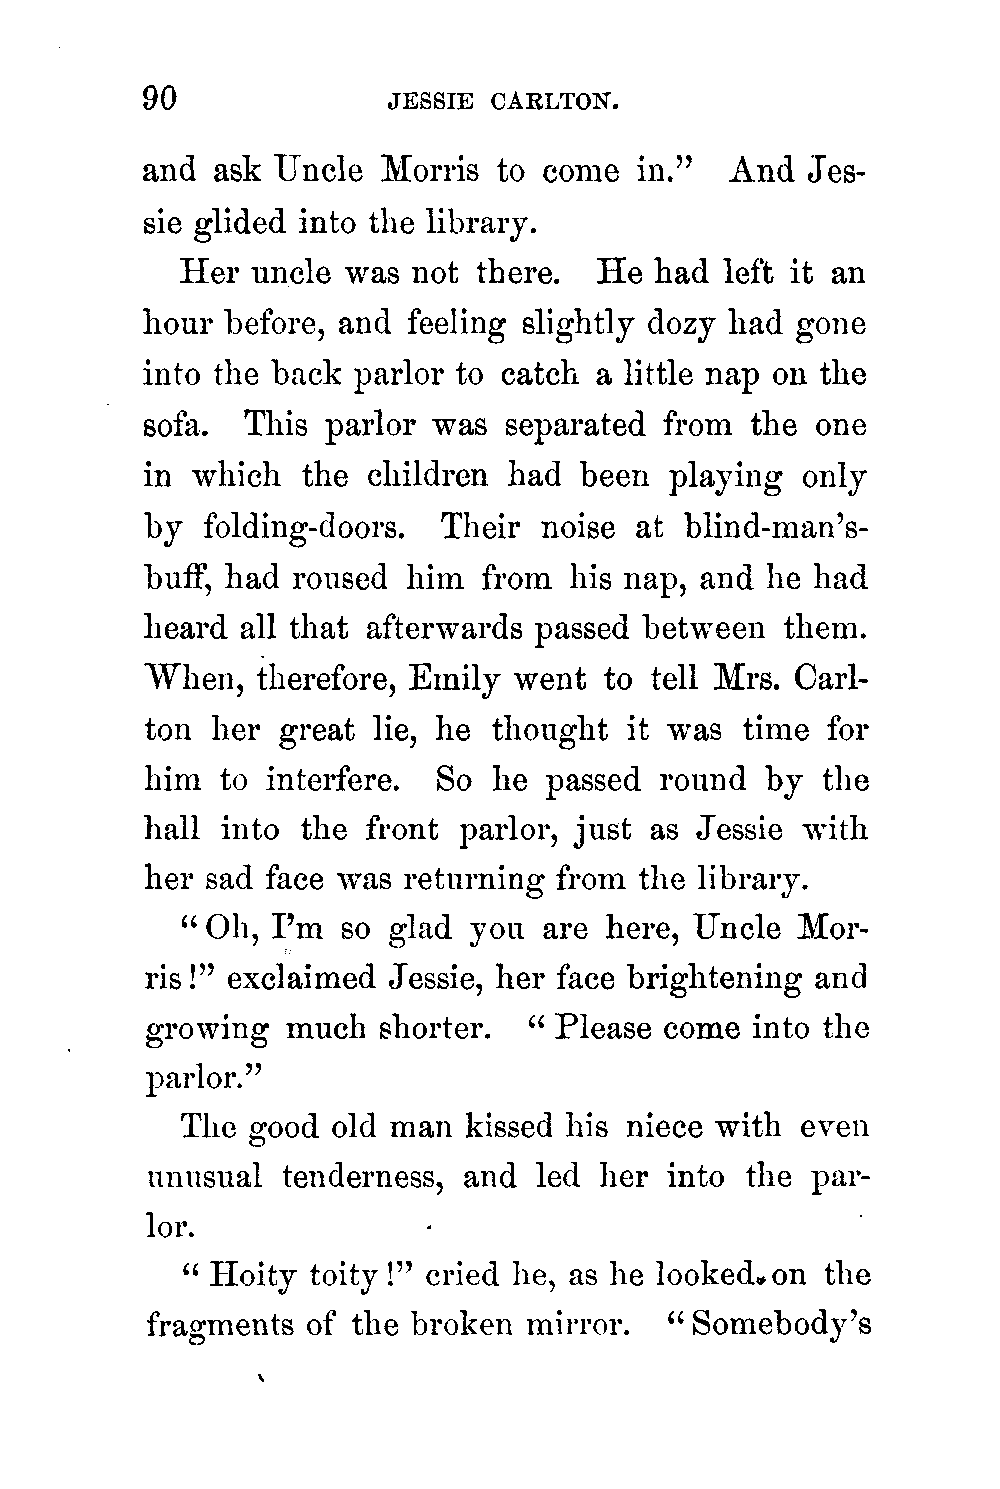 90 JESSIE CARLTON.
and ask Uncle Morris to come in." And Jes-
sie glided into the library.
Her uncle was not there. He had left it an
hour before, and feeling slightly dozy had gone
into the back parlor to catch a little nap on the
sofa. This parlor was separated from the one
in which the children had been playing only
by folding-doors. Their noise at blind-man's-
buff, had roused him from his nap, and he had
heard all that afterwards passed between them.
When, therefore, Emily went to tell Mrs. Carl-
ton her great lie, he thought it was time for
him to interfere. So he passed round by the
hall into the front parlor, just as Jessie with
her sad face was returning from the library.
"Oh, I'm so glad you are here, Uncle Mor-
ris!" exclaimed Jessie, her face brightening and
growing much shorter. "Please come into the
parlor."
The good old man kissed his niece with even
unusual tenderness, and led her into the par-
lor.
"Hoity toity!" cried he, as he looked on the
fragments of the broken mirror. "Somebody's